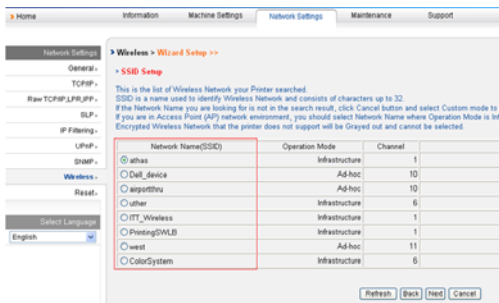 Home Information Machine Settings Network Settings Maintenance Support
Network Settings
General
TCP/IP
Raw TCP/IP,LPR,IPP
SLP
IP Filtering
UPnP
SNMP
Wireless
Reset
Select Language
English
Wireless > Wizard Setup >>
SSID Setup
This is the list of Wireless Network your Printer searched.
SSID is a name used to identify Wireless Network and consists of characters up to 32.
If the Network Name you are looking for is not in the search result, click Cancel button and select Custom mode to
If you are in Access Point (AP) network environment, you should select Network Name where Operation Mode is Inf
Encrypted Wireless Network that the printer does not support will be Grayed out and cannot be selected.
Network Name(SSID) Operation Mode Channel
athas Infrastructure 1
Dell_device Ad-hoc 10
airportthru Ad-hoc 10
uther Infrastructure 6
ITT_Wireless Infrastructure 1
PrintingSWLB Infrastructure 1
west Ad-hoc 11
ColorSystem Infrastructure 6
Refresh Back Next Cancel